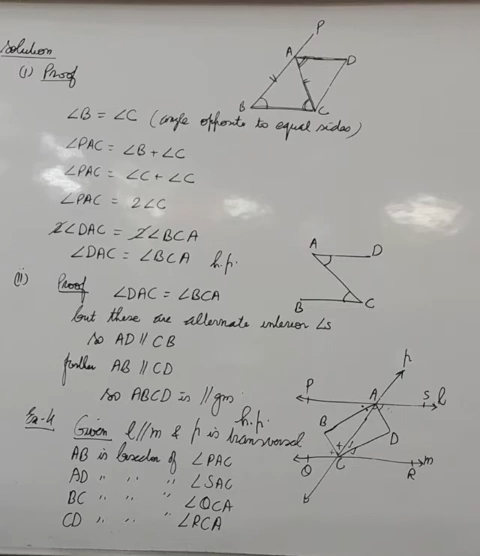 Solution
(i) Proof
P
A
D
B
C
∠B = ∠C (angle opposite to equal sides)
∠PAC = ∠B + ∠C
∠PAC = ∠C + ∠C
∠PAC = 2∠C
2∠DAC = 2∠BCA
∠DAC = ∠BCA h.p.
A
D
B
C
(ii) Proof ∠DAC = ∠BCA
but these are alternate interior ∠s
so AD // CB
further AB // CD
so ABCD is //gm
h.p.
Ex-4 Given l//m & p is transversal
AB is bisector of ∠PAC
AD " " " ∠SAC
BC " " " ∠QCA
CD " " " ∠RCA
p
P
A
S
l
B
D
Q
C
R
m